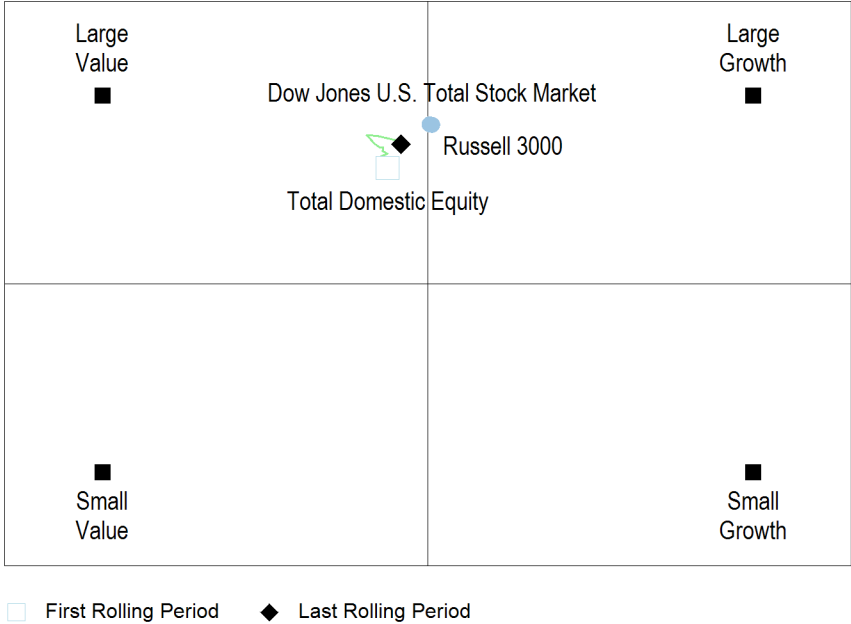 Large
Value
Large
Growth
Dow Jones U.S. Total Stock Market
Russell 3000
Total Domestic Equity
Small
Value
Small
Growth
First Rolling Period
Last Rolling Period